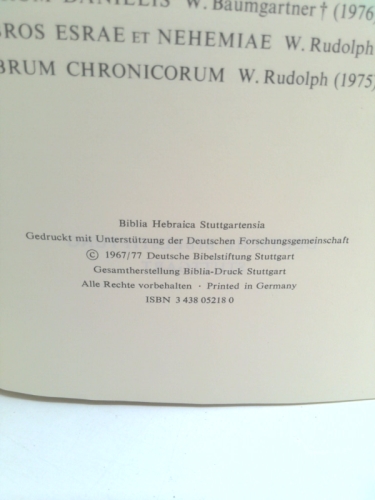 DANIELIS W. Baumgartner† (1976)
BROS ESRAE ET NEHEMIAE W. Rudolph
BRUM CHRONICORUM W. Rudolph (1975)
Biblia Hebraica Stuttgartensia
Gedruckt mit Unterstützung der Deutschen Forschungsgemeinschaft
© 1967/77 Deutsche Bibelstiftung Stuttgart
Gesamtherstellung Biblia-Druck Stuttgart
Alle Rechte vorbehalten · Printed in Germany
ISBN 3 438 05218 0